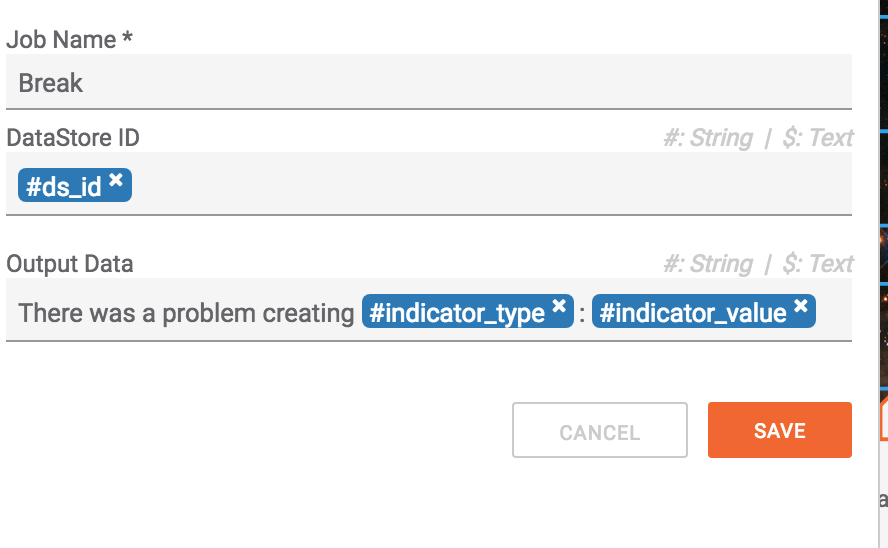 Job Name *
Break
DataStore ID #: String | $: Text
#ds_id ×
Output Data #: String | $: Text
There was a problem creating #indicator_type × : #indicator_value ×
CANCEL SAVE
a